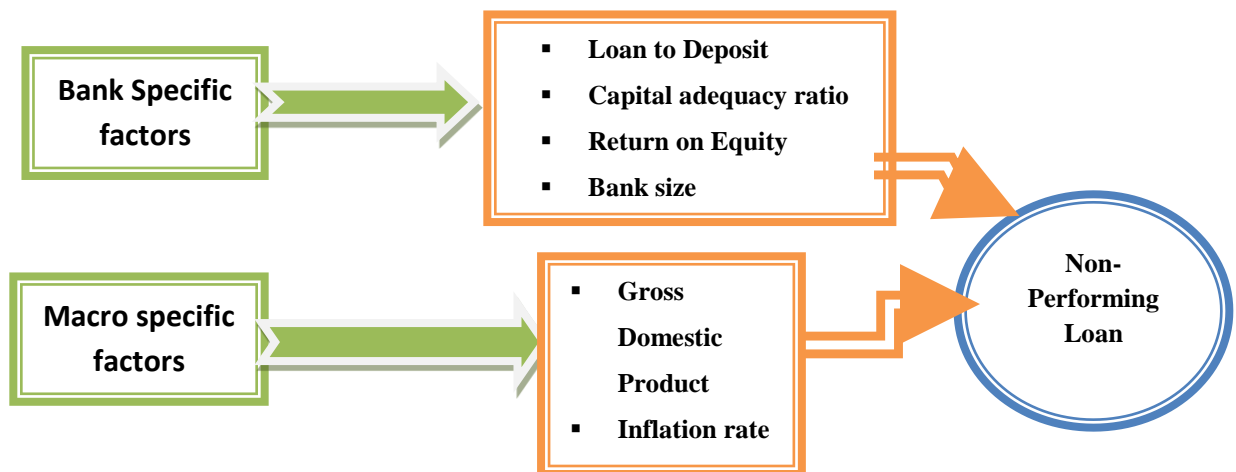 Bank Specific
factors
▪ Loan to Deposit
▪ Capital adequacy ratio
▪ Return on Equity
▪ Bank size
Macro specific
factors
▪ Gross
Domestic
Product
▪ Inflation rate
Non-
Performing
Loan